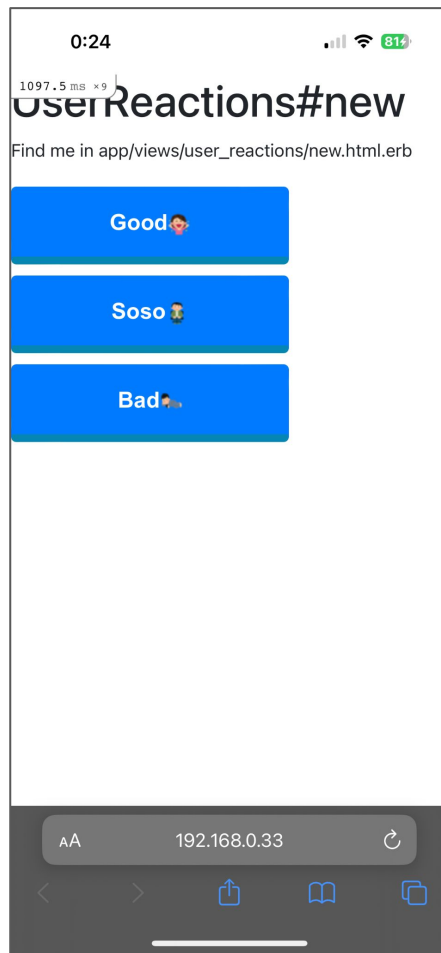 0:24
81
1097.5 ms ×9
UserReactions#new
Find me in app/views/user_reactions/new.html.erb
Good🙆
Soso🧍
Bad🧎
AA
192.168.0.33